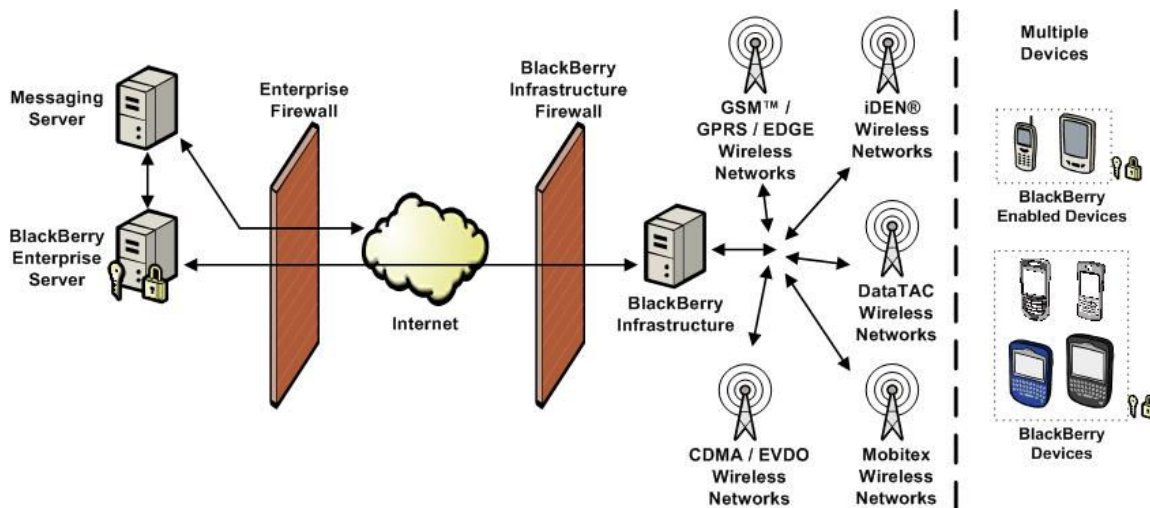 Messaging
Server
BlackBerry
Enterprise
Server
Enterprise
Firewall
Internet
BlackBerry
Infrastructure
Firewall
BlackBerry
Infrastructure
GSM™ /
GPRS / EDGE
Wireless
Networks
iDEN®
Wireless
Networks
DataTAC
Wireless
Networks
CDMA / EVDO
Wireless
Networks
Mobitex
Wireless
Networks
Multiple
Devices
BlackBerry
Enabled Devices
BlackBerry
Devices